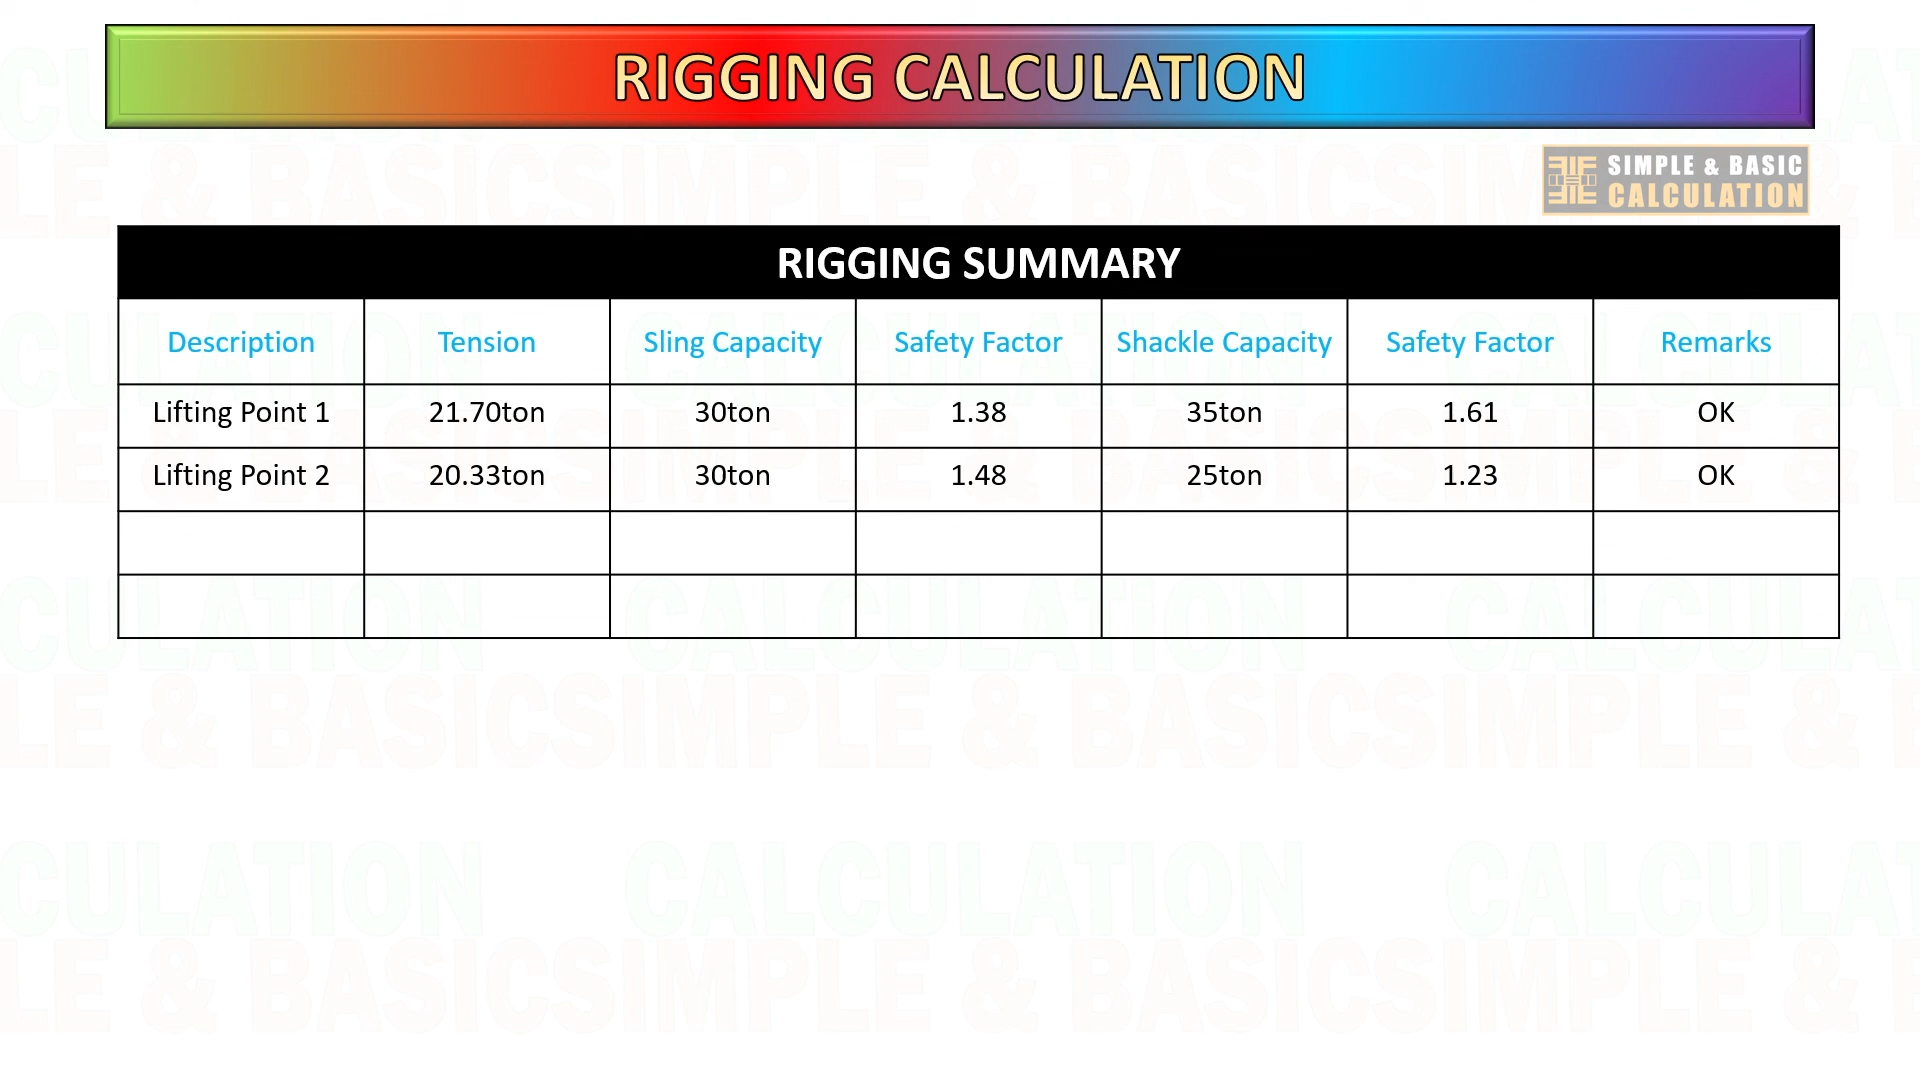 RIGGING CALCULATION
SIMPLE & BASIC
CALCULATION
RIGGING SUMMARY
Description Tension Sling Capacity Safety Factor Shackle Capacity Safety Factor Remarks
Lifting Point 1 21.70ton 30ton 1.38 35ton 1.61 OK
Lifting Point 2 20.33ton 30ton 1.48 25ton 1.23 OK